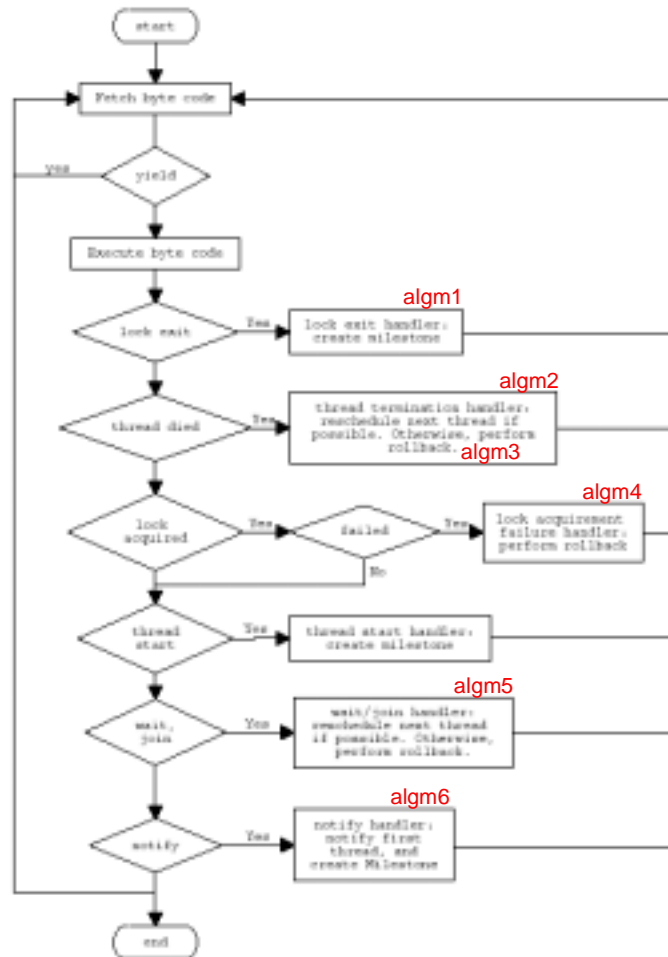 start
Fetch byte code
yes
yield
Execute byte code
algm1
lock exit
Yes
lock exit handler:
create milestone
algm2
thread died
Yes
thread termination handler:
reschedule next thread if
possible. Otherwise, perform
rollback.
algm3
algm4
lock
acquired
Yes
failed
Yes
lock acquirement
failure handler:
perform rollback
No
thread
start
Yes
thread start handler:
create milestone
algm5
wait,
join
Yes
wait/join handler:
reschedule next thread
if possible. Otherwise,
perform rollback.
algm6
notify
Yes
notify handler:
notify first
thread, and
create Milestone
end